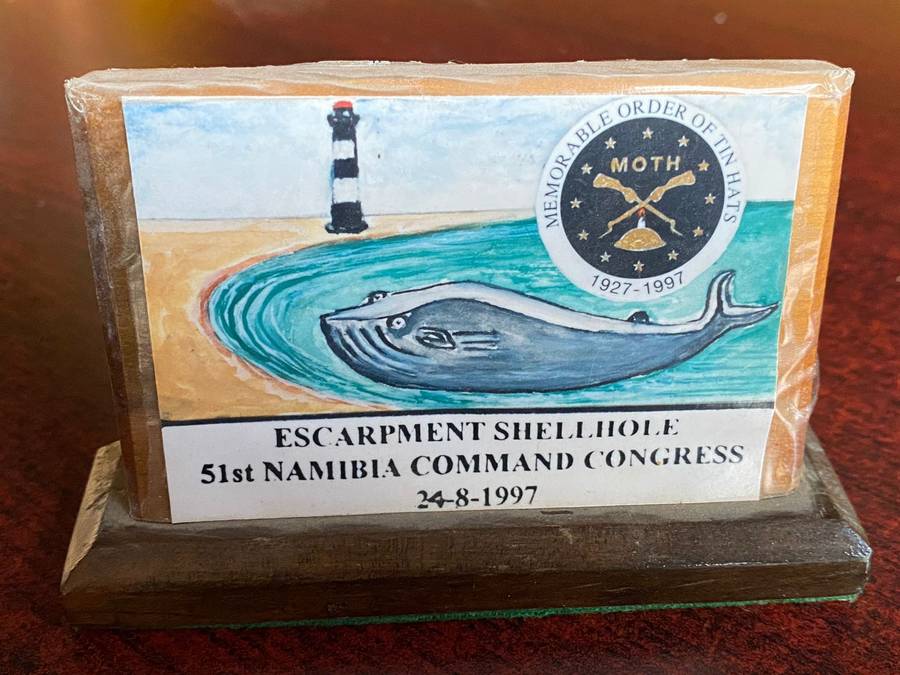 MEMORABLE ORDER OF TIN HATS
MOTH
1927-1997
ESCARPMENT SHELLHOLE
51st NAMIBIA COMMAND CONGRESS
24-8-1997